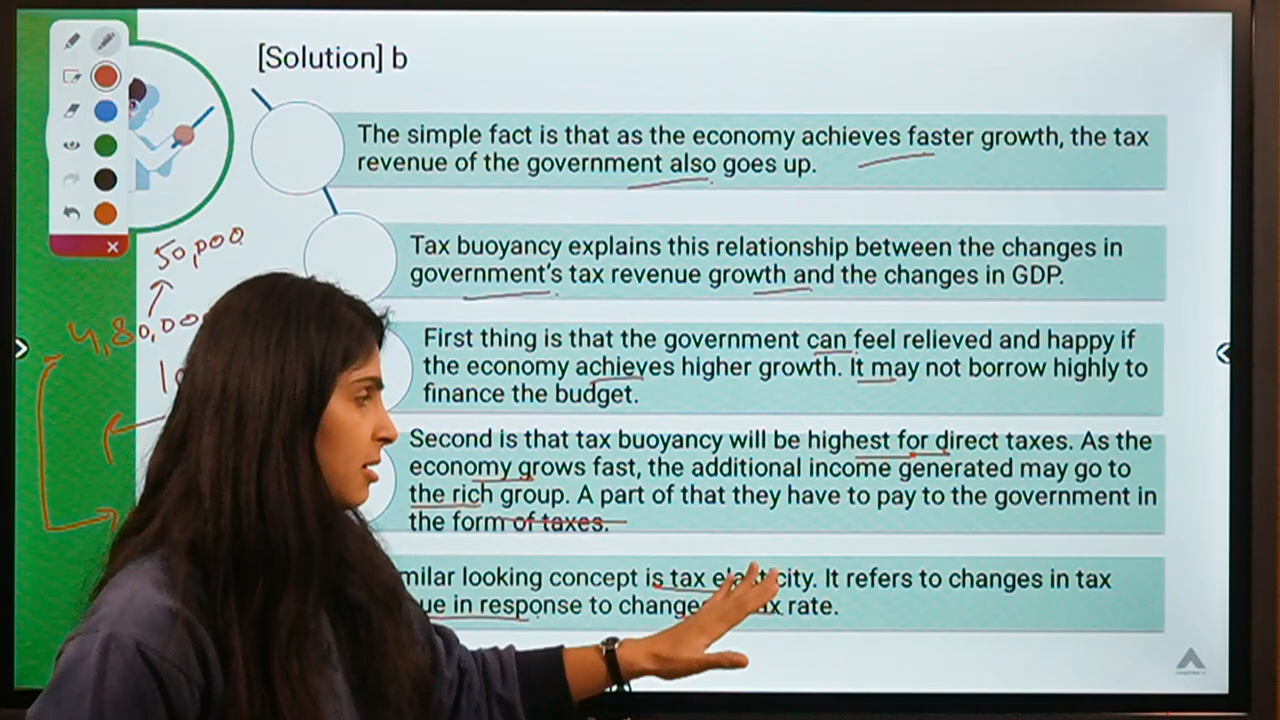 [Solution] b
The simple fact is that as the economy achieves faster growth, the tax
revenue of the government also goes up.
Tax buoyancy explains this relationship between the changes in
government's tax revenue growth and the changes in GDP.
First thing is that the government can feel relieved and happy if
the economy achieves higher growth. It may not borrow highly to
finance the budget.
Second is that tax buoyancy will be highest for direct taxes. As the
economy grows fast, the additional income generated may go to
the rich group. A part of that they have to pay to the government in
the form of taxes.
looking concept is tax elasticity. It refers to changes in tax
in response to changes rate.
50,000
4,80,000